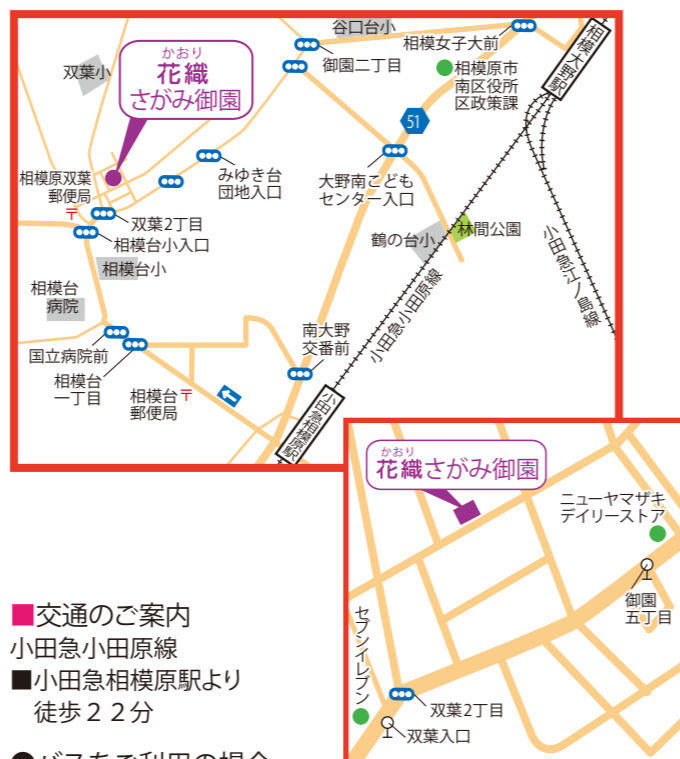 谷口台小
相模女子大前
相模大野駅
かおり
花織
さがみ御園
双葉小
御園二丁目
相模原市
南区役所
区政策課
51
みゆき台
団地入口
大野南こども
センター入口
相模原双葉
郵便局
〒
双葉2丁目
相模台小入口
鶴の台小
林間公園
相模台小
小田急小田原線
小田急江ノ島線
相模台
病院
国立病院前
南大野
交番前
相模台
一丁目
相模台
郵便局
〒
小田急相模原駅
かおり
花織さがみ御園
ニューヤマザキ
デイリーストア
御園
五丁目
セブンイレブン
双葉2丁目
双葉入口
■交通のご案内
小田急小田原線
■小田急相模原駅より
徒歩22分
●バスをご利用の場合